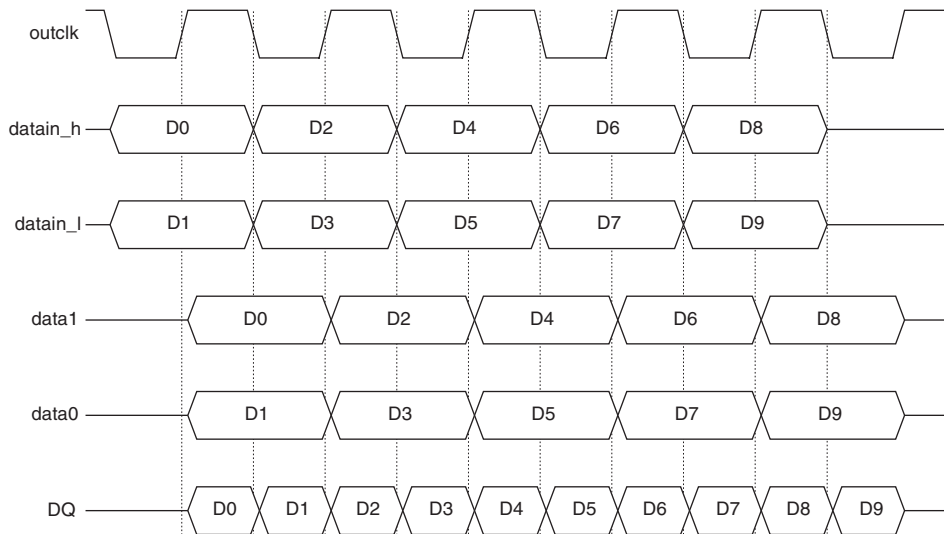 outclk
datain_h D0 D2 D4 D6 D8
datain_l D1 D3 D5 D7 D9
data1 D0 D2 D4 D6 D8
data0 D1 D3 D5 D7 D9
DQ D0 D1 D2 D3 D4 D5 D6 D7 D8 D9